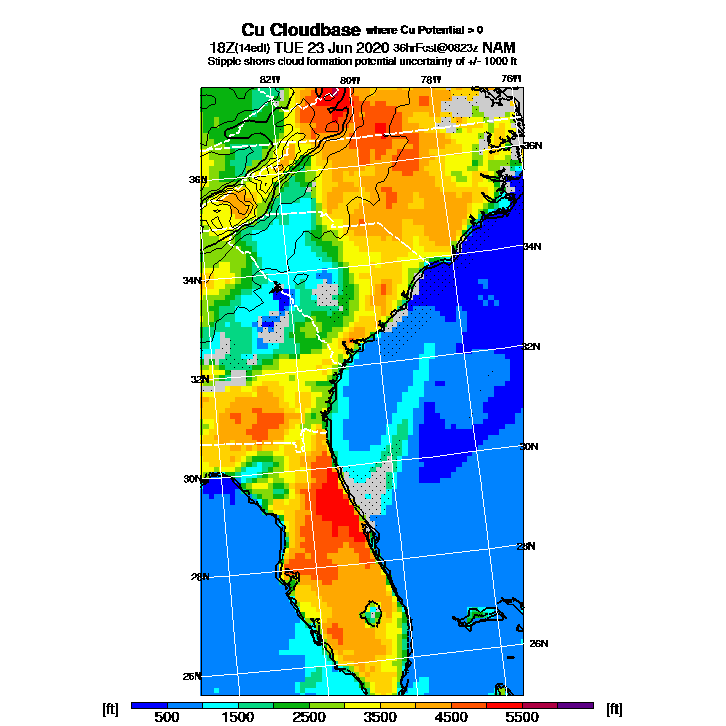 Cu Cloudbase where Cu Potential > 0
18Z(14edt) TUE 23 Jun 2020 36hrFcst@0823z NAM
Stipple shows cloud formation potential uncertainty of +/- 1000 ft
82W 80W 78W 76W
36N
36N
34N
34N
32N
32N
30N
30N
28N
28N
26N
26N
[ft] 500 1500 2500 3500 4500 5500 [ft]